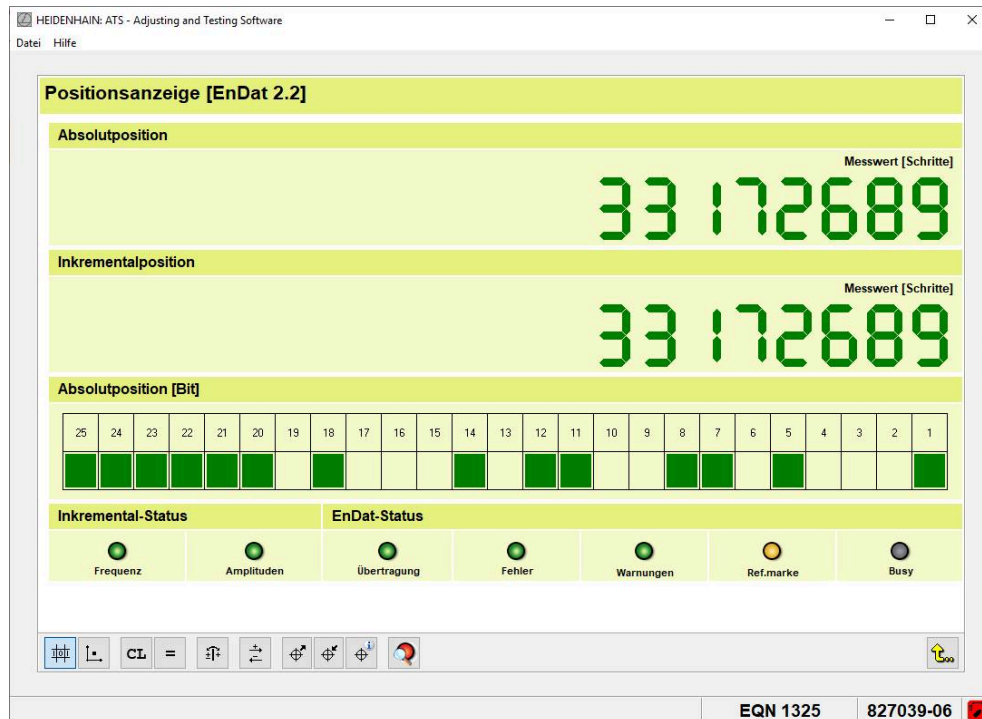 HEIDENHAIN: ATS - Adjusting and Testing Software
Datei Hilfe
Positionsanzeige [EnDat 2.2]
Absolutposition
Messwert [Schritte]
33172689
Inkrementalposition
Messwert [Schritte]
33172689
Absolutposition [Bit]
25 24 23 22 21 20 19 18 17 16 15 14 13 12 11 10 9 8 7 6 5 4 3 2 1
Inkremental-Status EnDat-Status
Frequenz Amplituden Übertragung Fehler Warnungen Ref.marke Busy
CL =
EQN 1325 827039-06